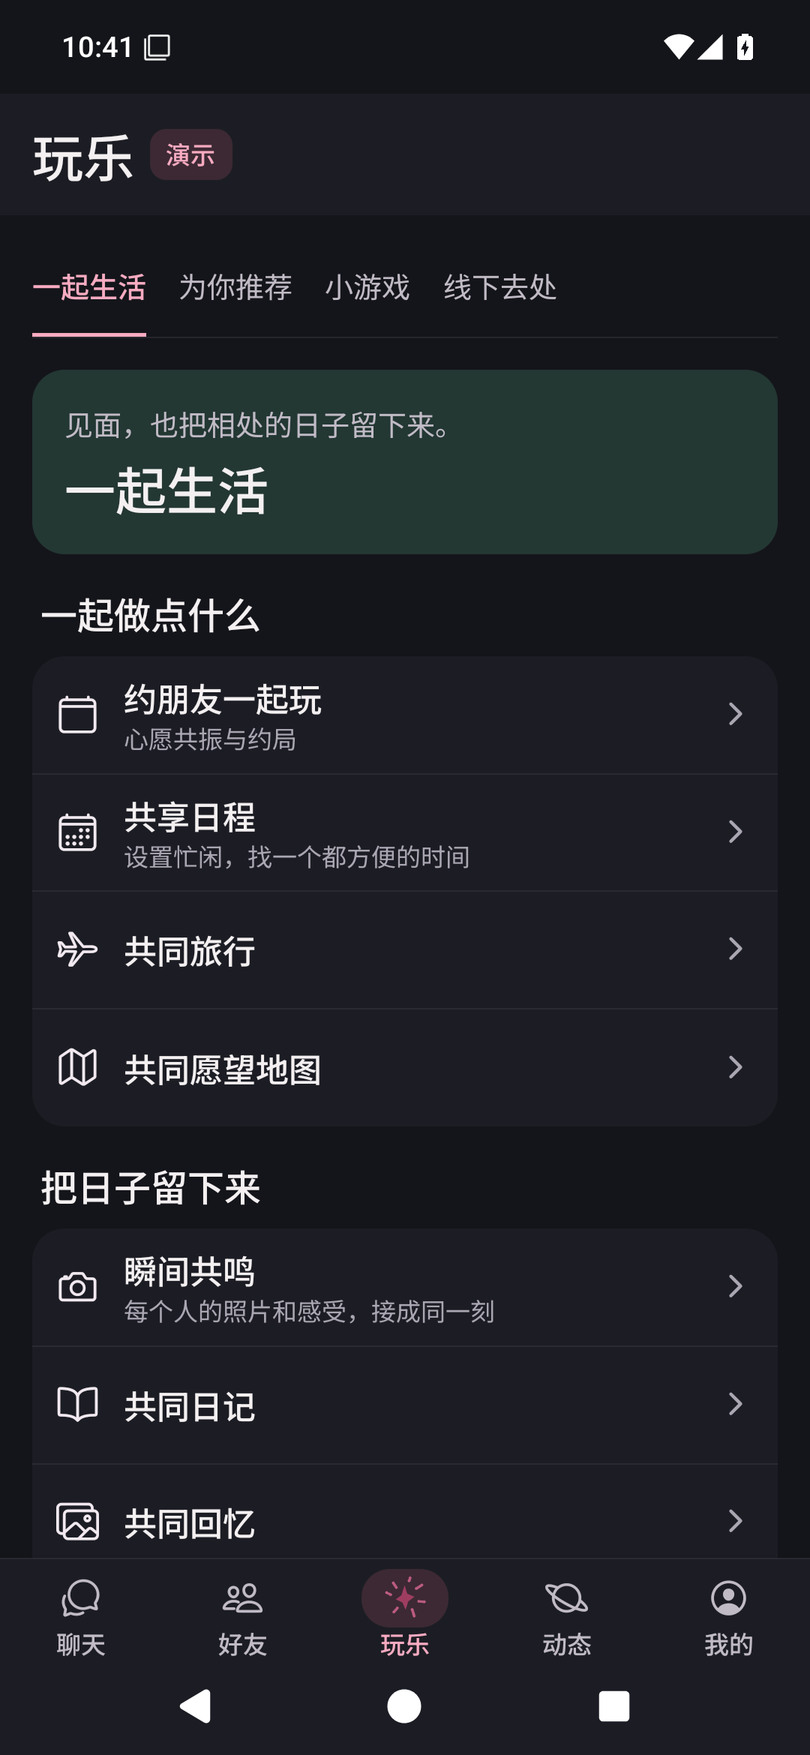 10:41
玩乐 演示
一起生活 为你推荐 小游戏 线下去处
见面，也把相处的日子留下来。
一起生活
一起做点什么
约朋友一起玩
心愿共振与约局
共享日程
设置忙闲，找一个都方便的时间
共同旅行
共同愿望地图
把日子留下来
瞬间共鸣
每个人的照片和感受，接成同一刻
共同日记
共同回忆
聊天 好友 玩乐 动态 我的